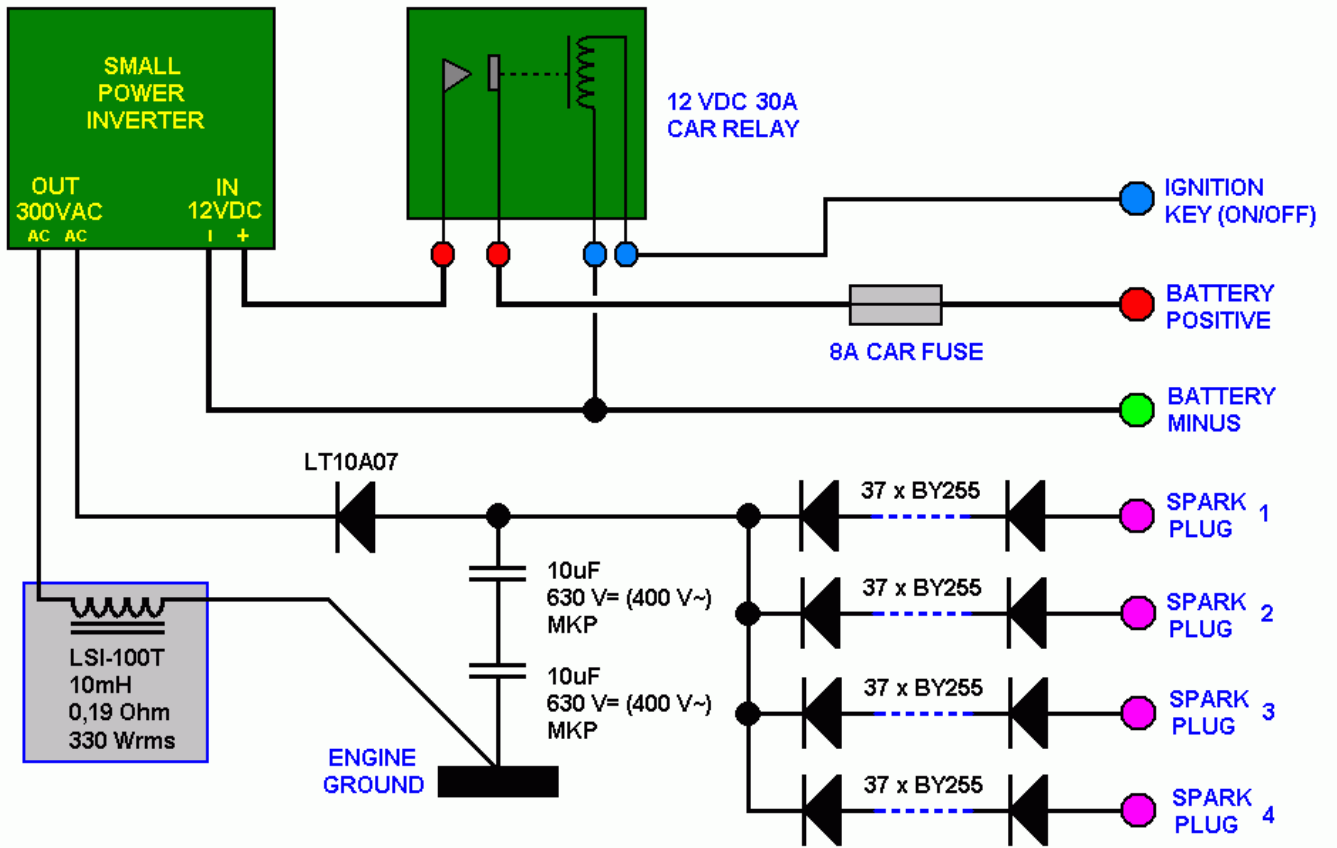 SMALL
POWER
INVERTER
OUT
300VAC
AC AC
IN
12VDC
I +
12 VDC 30A
CAR RELAY
IGNITION
KEY (ON/OFF)
BATTERY
POSITIVE
8A CAR FUSE
BATTERY
MINUS
LT10A07
37 x BY255
SPARK
PLUG 1
10uF
630 V= (400 V~)
MKP
37 x BY255
SPARK
PLUG 2
LSI-100T
10mH
0,19 Ohm
330 Wrms
10uF
630 V= (400 V~)
MKP
37 x BY255
SPARK
PLUG 3
ENGINE
GROUND
37 x BY255
SPARK
PLUG 4